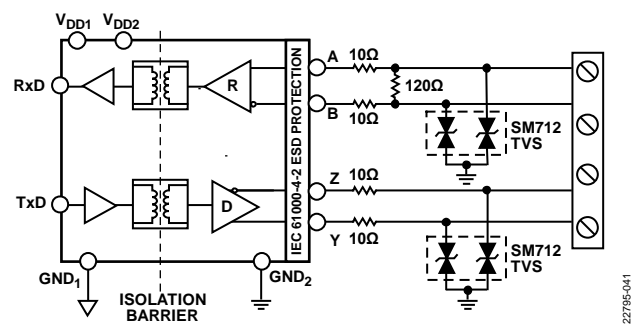 VDD1 VDD2
RxD
R
IEC 61000-4-2 ESD PROTECTION
A 10Ω
120Ω
B
10Ω
SM712
TVS
TxD
D
Z 10Ω
Y 10Ω
SM712
TVS
GND1
GND2
ISOLATION
BARRIER
22795-041